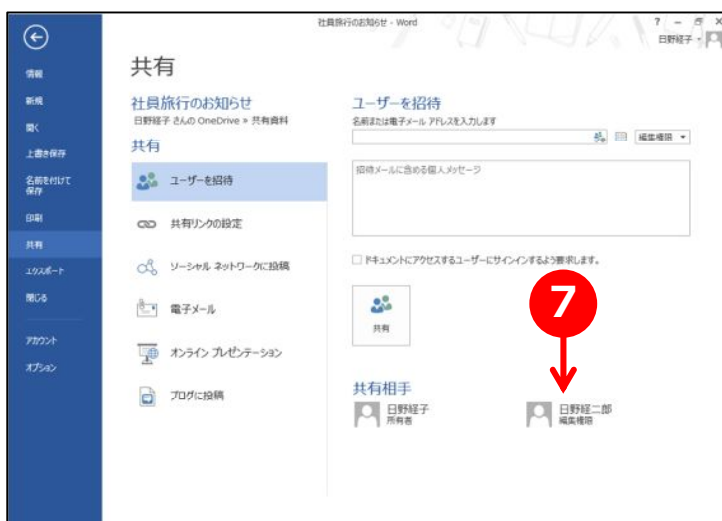 社員旅行のお知らせ - Word
? – 日野経子
情報
新規
開く
上書き保存
名前を付けて
保存
印刷
共有
エクスポート
閉じる
アカウント
オプション
共有
社員旅行のお知らせ
日野経子 さんの OneDrive » 共有資料
共有
ユーザーを招待
共有リンクの設定
ソーシャル ネットワークに投稿
電子メール
オンライン プレゼンテーション
ブログに投稿
ユーザーを招待
名前または電子メール アドレスを入力します
編集権限
招待メールに含める個人メッセージ
ドキュメントにアクセスするユーザーにサインインするよう要求します。
共有
7
共有相手
日野経子
所有者
日野経二郎
編集権限